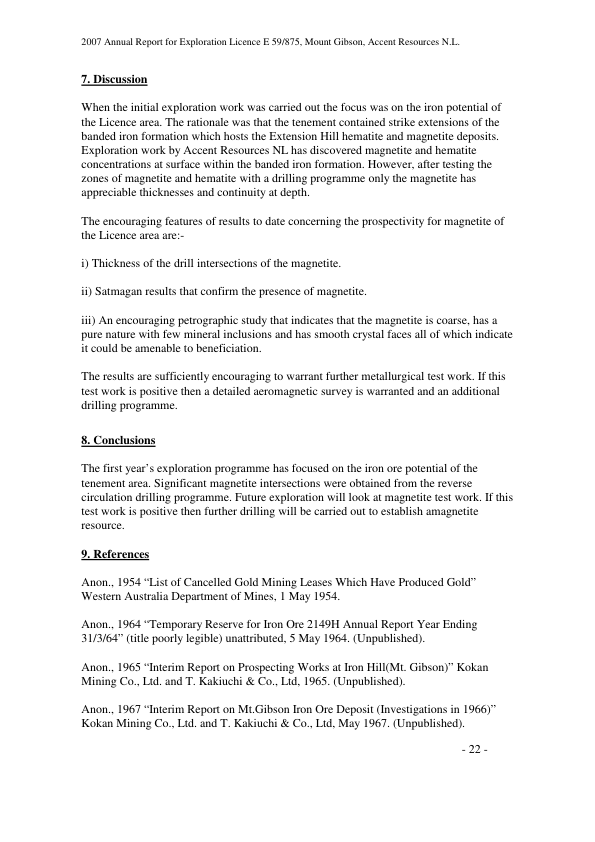 2007 Annual Report for Exploration Licence E 59/875, Mount Gibson, Accent Resources N.L.
7. Discussion
When the initial exploration work was carried out the focus was on the iron potential of
the Licence area. The rationale was that the tenement contained strike extensions of the
banded iron formation which hosts the Extension Hill hematite and magnetite deposits.
Exploration work by Accent Resources NL has discovered magnetite and hematite
concentrations at surface within the banded iron formation. However, after testing the
zones of magnetite and hematite with a drilling programme only the magnetite has
appreciable thicknesses and continuity at depth.
The encouraging features of results to date concerning the prospectivity for magnetite of
the Licence area are:-
i) Thickness of the drill intersections of the magnetite.
ii) Satmagan results that confirm the presence of magnetite.
iii) An encouraging petrographic study that indicates that the magnetite is coarse, has a
pure nature with few mineral inclusions and has smooth crystal faces all of which indicate
it could be amenable to beneficiation.
The results are sufficiently encouraging to warrant further metallurgical test work. If this
test work is positive then a detailed aeromagnetic survey is warranted and an additional
drilling programme.
8. Conclusions
The first year’s exploration programme has focused on the iron ore potential of the
tenement area. Significant magnetite intersections were obtained from the reverse
circulation drilling programme. Future exploration will look at magnetite test work. If this
test work is positive then further drilling will be carried out to establish amagnetite
resource.
9. References
Anon., 1954 “List of Cancelled Gold Mining Leases Which Have Produced Gold”
Western Australia Department of Mines, 1 May 1954.
Anon., 1964 “Temporary Reserve for Iron Ore 2149H Annual Report Year Ending
31/3/64” (title poorly legible) unattributed, 5 May 1964. (Unpublished).
Anon., 1965 “Interim Report on Prospecting Works at Iron Hill(Mt. Gibson)” Kokan
Mining Co., Ltd. and T. Kakiuchi & Co., Ltd, 1965. (Unpublished).
Anon., 1967 “Interim Report on Mt.Gibson Iron Ore Deposit (Investigations in 1966)”
Kokan Mining Co., Ltd. and T. Kakiuchi & Co., Ltd, May 1967. (Unpublished).
- 22 -